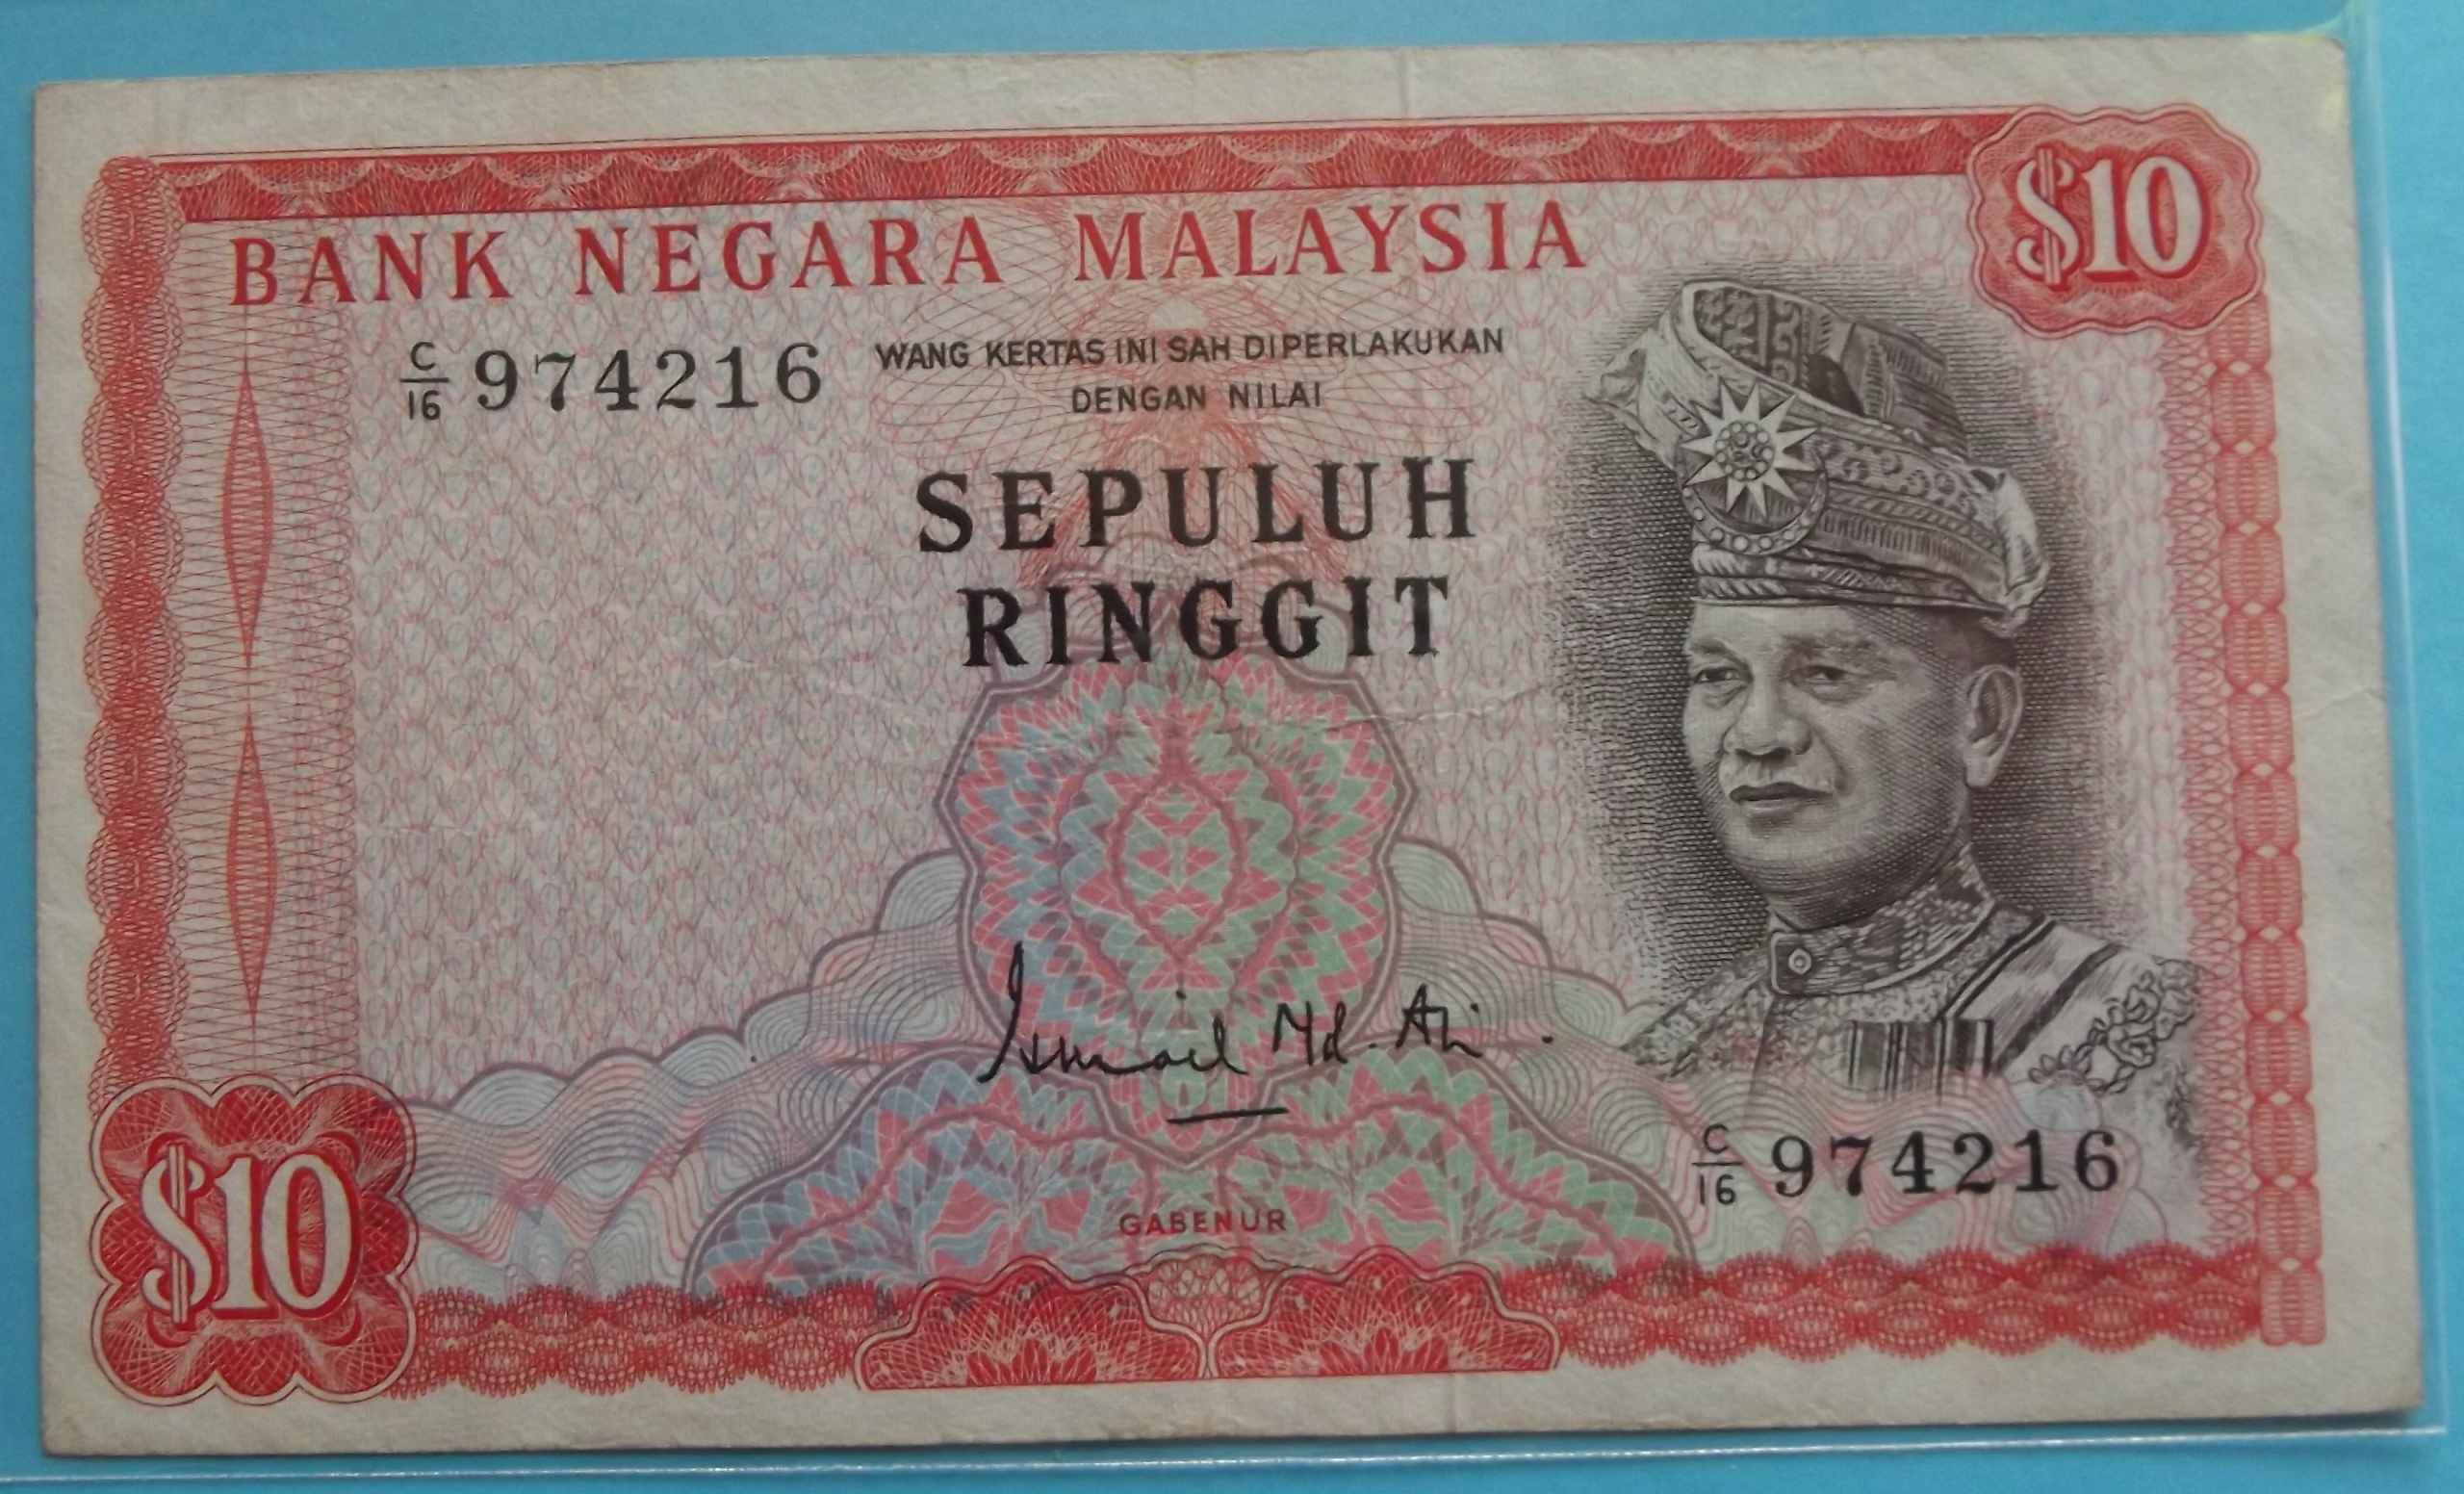 $10
BANK NEGARA MALAYSIA
C/16 974216
WANG KERTAS INI SAH DIPERLAKUKAN
DENGAN NILAI
SEPULUH
RINGGIT
Ismail Md. Ali
C/16 974216
GABENUR
$10